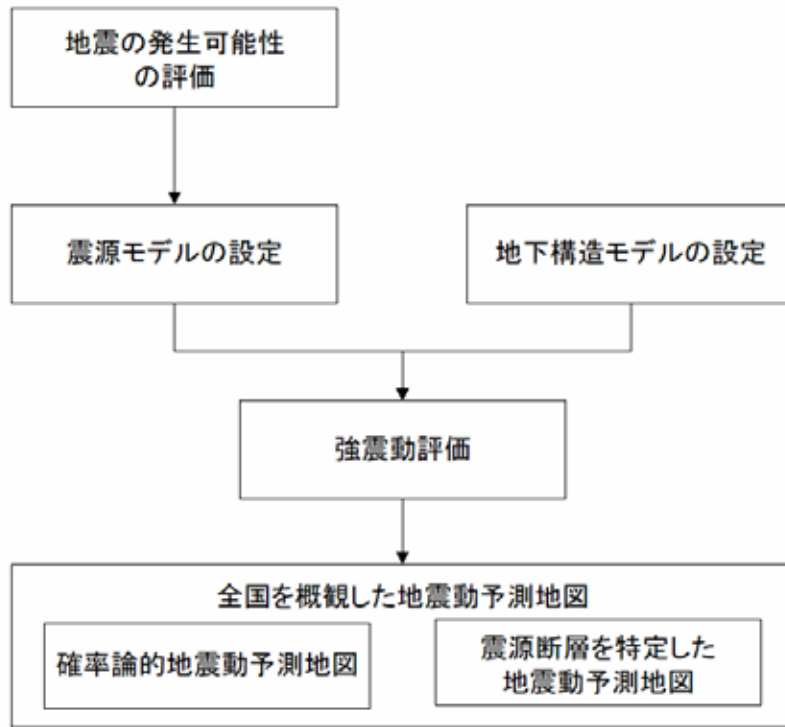 地震の発生可能性
の評価
震源モデルの設定
地下構造モデルの設定
強震動評価
全国を概観した地震動予測地図
確率論的地震動予測地図
震源断層を特定した
地震動予測地図